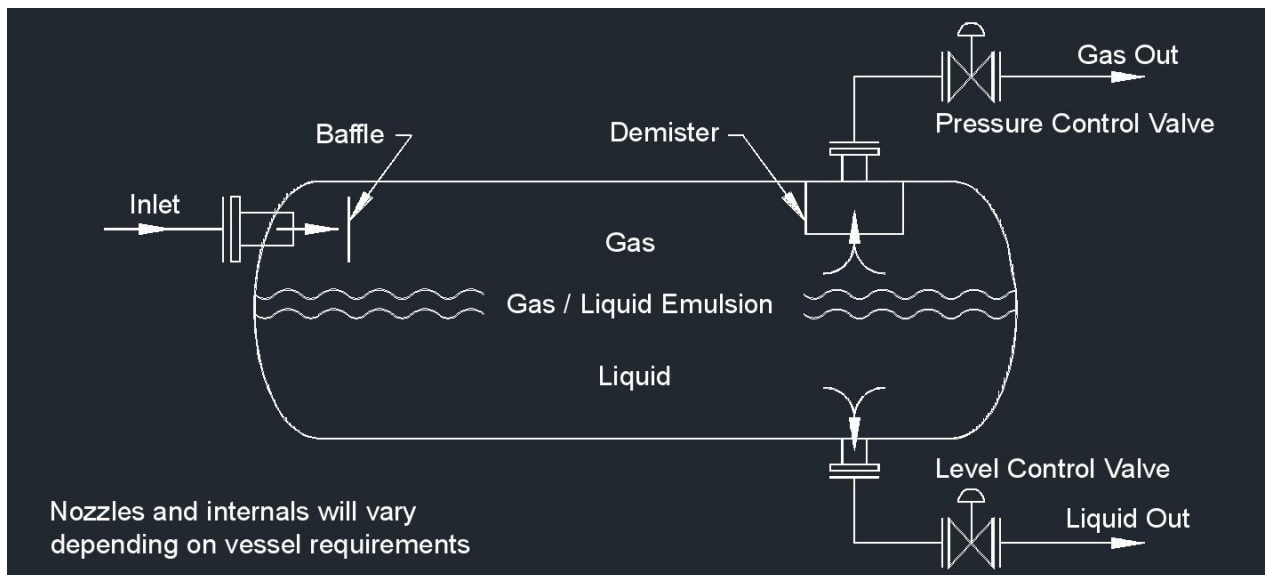 Gas Out
Pressure Control Valve
Baffle
Demister
Inlet
Gas
Gas / Liquid Emulsion
Liquid
Level Control Valve
Liquid Out
Nozzles and internals will vary
depending on vessel requirements